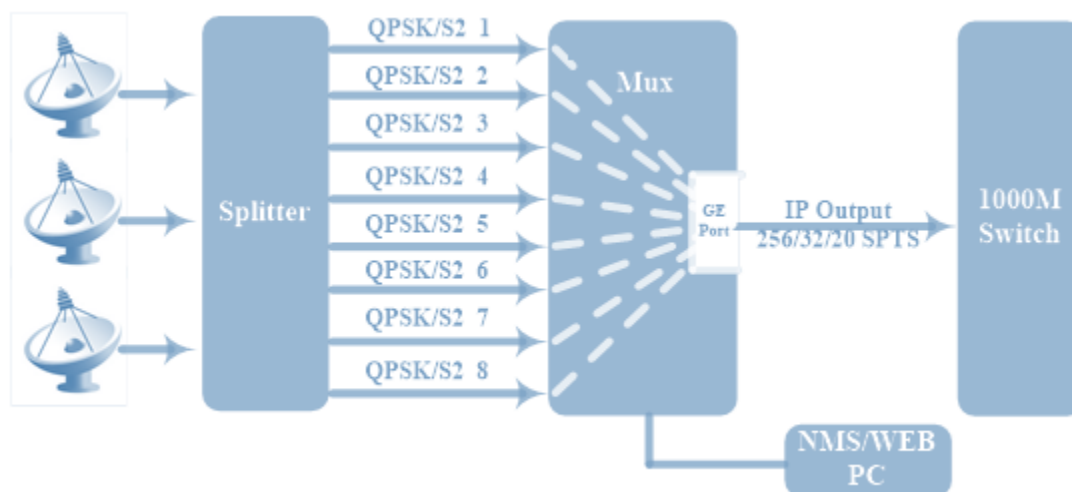 QPSK/S2 1
QPSK/S2 2
QPSK/S2 3
QPSK/S2 4
QPSK/S2 5
QPSK/S2 6
QPSK/S2 7
QPSK/S2 8
Splitter
Mux
GE
Port
IP Output
256/32/20 SPTS
1000M
Switch
NMS/WEB
PC